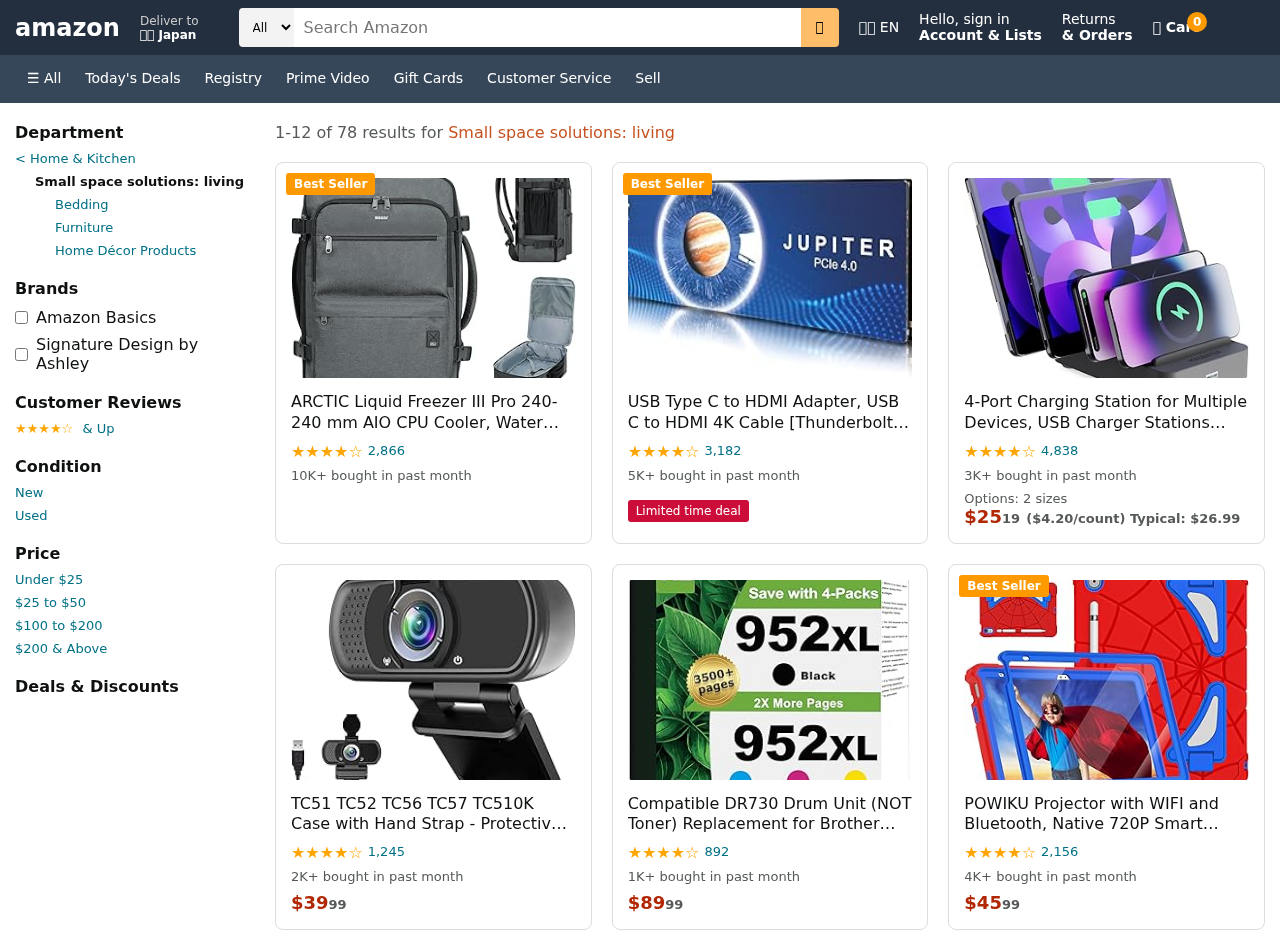 amazon
Deliver to
Japan
All
Search Amazon
EN
Hello, sign in
Account & Lists
Returns
& Orders
0
☰ All
Today's Deals
Registry
Prime Video
Gift Cards
Customer Service
Sell
Department
< Home & Kitchen
Small space solutions: living
Bedding
Furniture
Home Décor Products
Brands
Amazon Basics
Signature Design by
Ashley
Customer Reviews
★★★★☆ & Up
Condition
New
Used
Price
Under $25
$25 to $50
$100 to $200
$200 & Above
Deals & Discounts
1-12 of 78 results for Small space solutions: living
Best Seller
ARCTIC Liquid Freezer III Pro 240-
240 mm AIO CPU Cooler, Water…
★★★★☆ 2,866
10K+ bought in past month
Best Seller
JUPITER
PCIe 4.0
USB Type C to HDMI Adapter, USB
C to HDMI 4K Cable [Thunderbolt…
★★★★☆ 3,182
5K+ bought in past month
Limited time deal
4-Port Charging Station for Multiple
Devices, USB Charger Stations…
★★★★☆ 4,838
3K+ bought in past month
Options: 2 sizes
$25 19 ($4.20/count) Typical: $26.99
TC51 TC52 TC56 TC57 TC510K
Case with Hand Strap - Protectiv…
★★★★☆ 1,245
2K+ bought in past month
$39 99
Save with 4-Packs
952XL
3500+
pages
Black
2X More Pages
952XL
Compatible DR730 Drum Unit (NOT
Toner) Replacement for Brother…
★★★★☆ 892
1K+ bought in past month
$89 99
Best Seller
POWIKU Projector with WIFI and
Bluetooth, Native 720P Smart…
★★★★☆ 2,156
4K+ bought in past month
$45 99